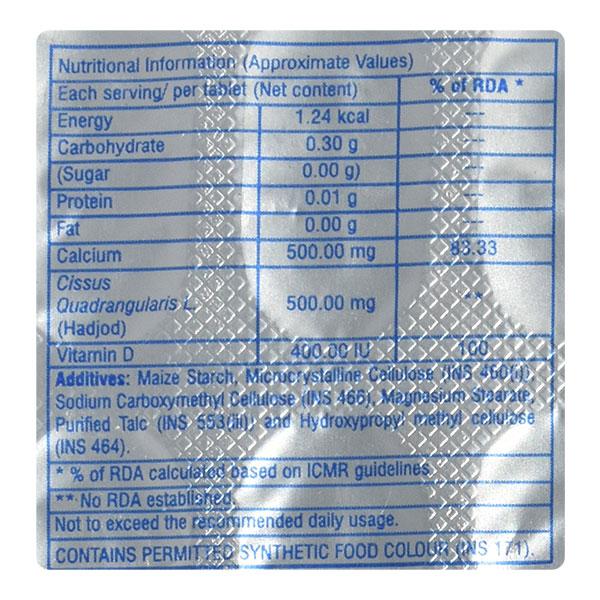 Nutritional Information (Approximate Values)
Each serving/ per tablet (Net content) % of RDA *
Energy 1.24 kcal ---
Carbohydrate 0.30 g ---
(Sugar 0.00 g) ---
Protein 0.01 g ---
Fat 0.00 g ---
Calcium 500.00 mg 83.33
Cissus
Quadrangularis L. 500.00 mg **
(Hadjod)
Vitamin D 400.00 IU 100
Additives: Maize Starch, Microcrystalline Cellulose (INS 460(i)),
Sodium Carboxymethyl Cellulose (INS 466), Magnesium Stearate,
Purified Talc (INS 553(iii)) and Hydroxypropyl methyl cellulose
(INS 464).
* % of RDA calculated based on ICMR guidelines
** No RDA established.
Not to exceed the recommended daily usage.
CONTAINS PERMITTED SYNTHETIC FOOD COLOUR (INS 171).